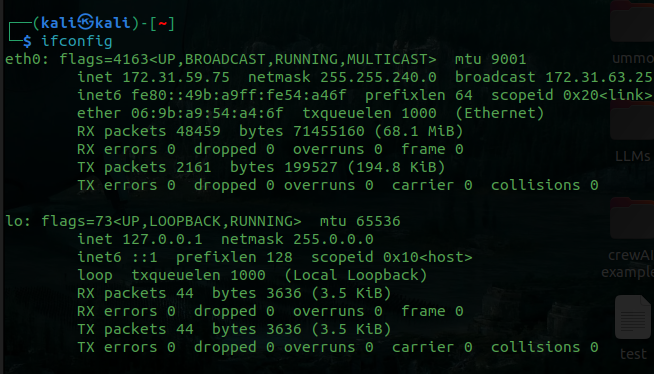 ┌──(kali㉿kali)-[~]
└─$ ifconfig
eth0: flags=4163<UP,BROADCAST,RUNNING,MULTICAST>  mtu 9001
        inet 172.31.59.75  netmask 255.255.240.0  broadcast 172.31.63.25
        inet6 fe80::49b:a9ff:fe54:a46f  prefixlen 64  scopeid 0x20<link>
        ether 06:9b:a9:54:a4:6f  txqueuelen 1000  (Ethernet)
        RX packets 48459  bytes 71455160 (68.1 MiB)
        RX errors 0  dropped 0  overruns 0  frame 0
        TX packets 2161  bytes 199527 (194.8 KiB)
        TX errors 0  dropped 0 overruns 0  carrier 0  collisions 0

lo: flags=73<UP,LOOPBACK,RUNNING>  mtu 65536
        inet 127.0.0.1  netmask 255.0.0.0
        inet6 ::1  prefixlen 128  scopeid 0x10<host>
        loop  txqueuelen 1000  (Local Loopback)
        RX packets 44  bytes 3636 (3.5 KiB)
        RX errors 0  dropped 0  overruns 0  frame 0
        TX packets 44  bytes 3636 (3.5 KiB)
        TX errors 0  dropped 0 overruns 0  carrier 0  collisions 0
ummo
LLMs
crewAI
example
test